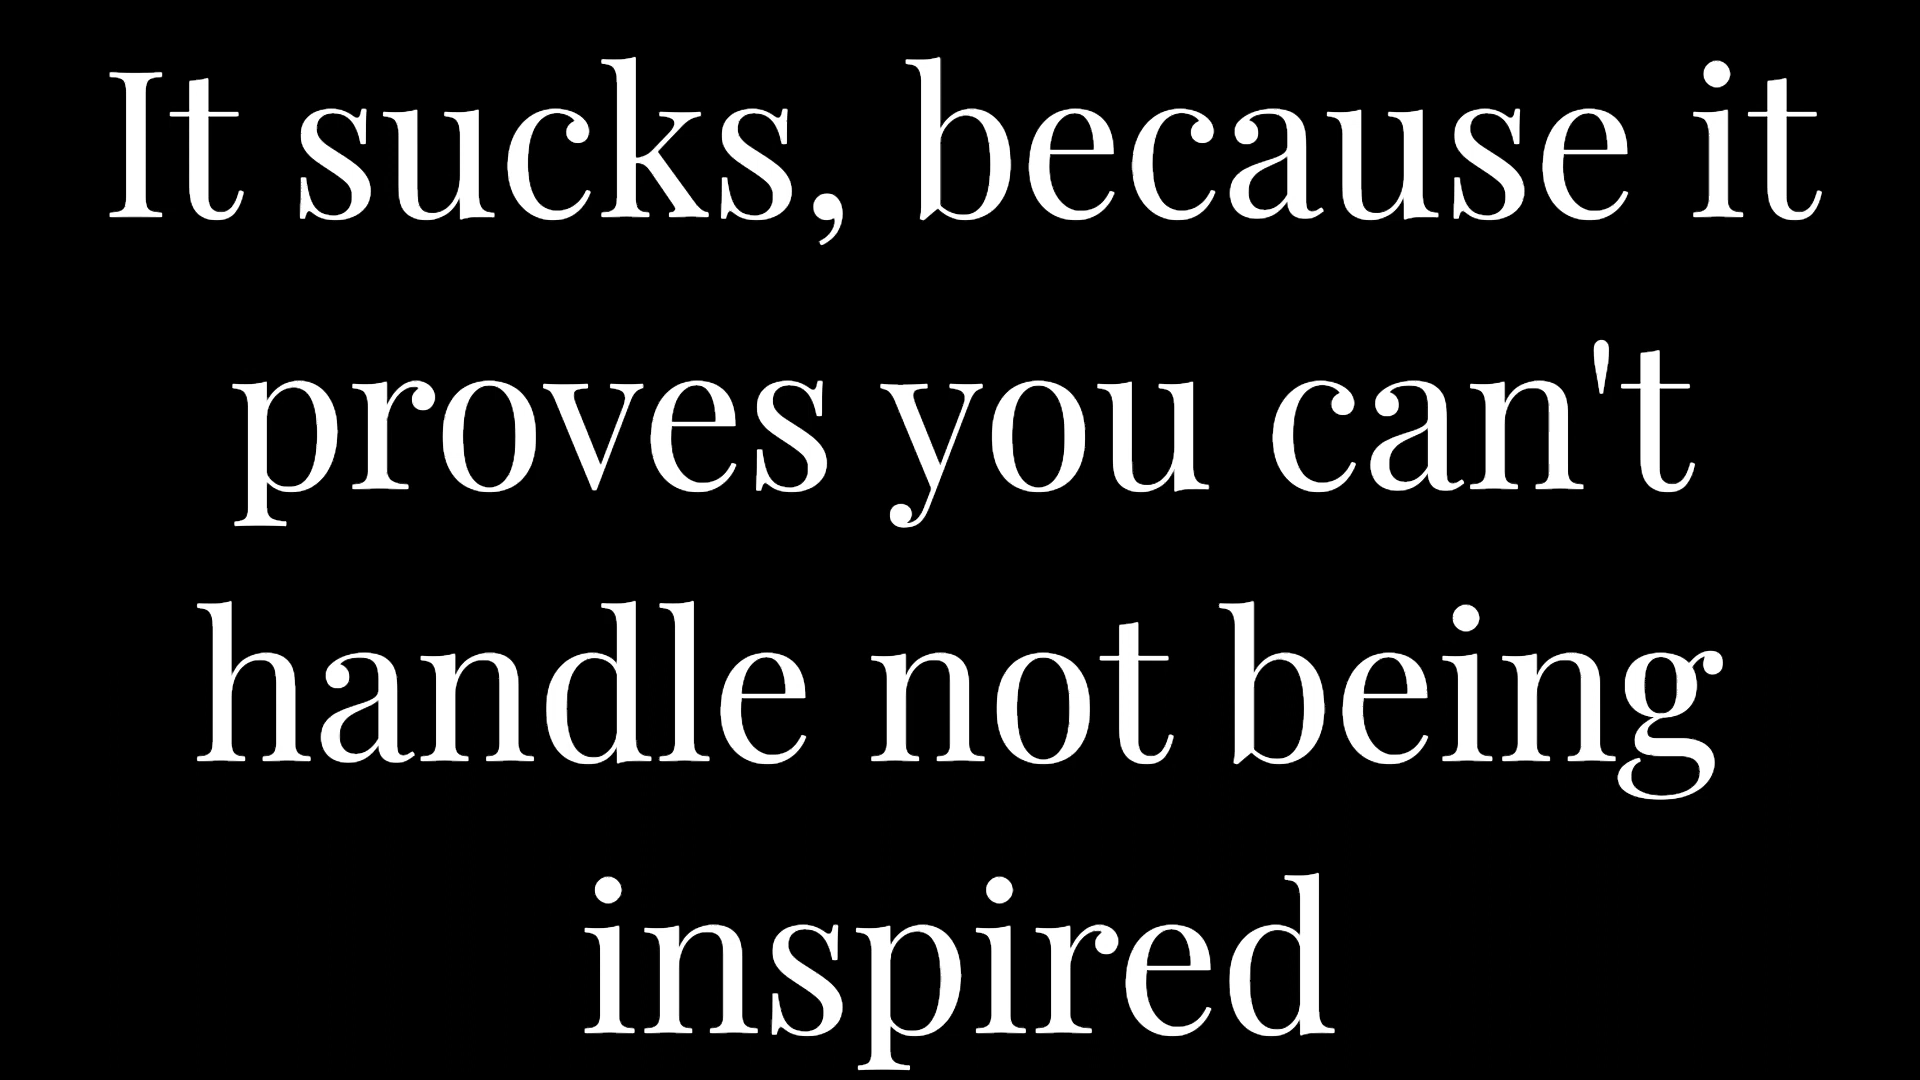 It sucks, because it
proves you can't
handle not being
inspired